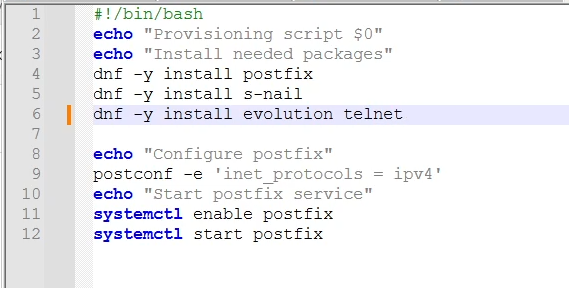 1 #!/bin/bash
2 echo "Provisioning script $0"
3 echo "Install needed packages"
4 dnf -y install postfix
5 dnf -y install s-nail
6 dnf -y install evolution telnet
7
8 echo "Configure postfix"
9 postconf -e 'inet_protocols = ipv4'
10 echo "Start postfix service"
11 systemctl enable postfix
12 systemctl start postfix